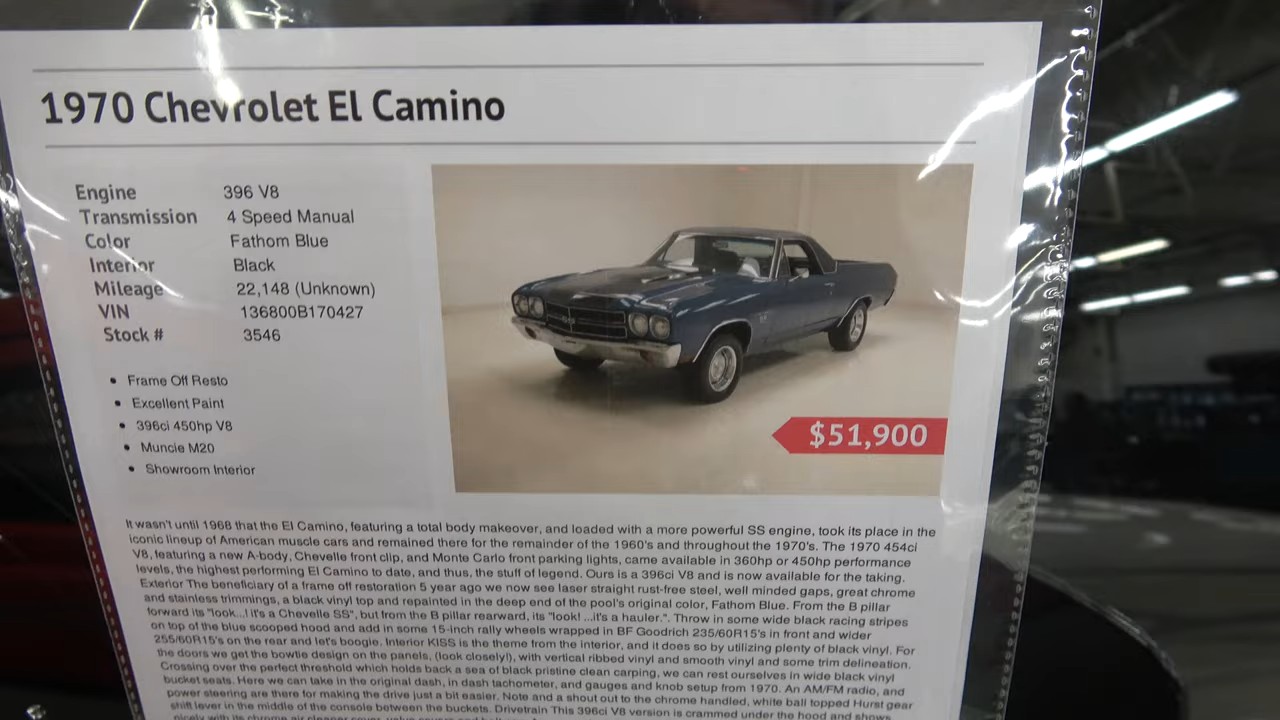 1970 Chevrolet El Camino
Engine 396 V8
Transmission 4 Speed Manual
Color Fathom Blue
Interior Black
Mileage 22,148 (Unknown)
VIN 136800B170427
Stock # 3546
• Frame Off Resto
• Excellent Paint
• 396ci 450hp V8
• Muncie M20
• Showroom Interior
$51,900
It wasn't until 1968 that the El Camino, featuring a total body makeover, and loaded with a more powerful SS engine, took its place in the
iconic lineup of American muscle cars and remained there for the remainder of the 1960's and throughout the 1970's. The 1970 454ci
V8, featuring a new A-body, Chevelle front clip, and Monte Carlo front parking lights, came available in 360hp or 450hp performance
levels, the highest performing El Camino to date, and thus, the stuff of legend. Ours is a 396ci V8 and is now available for the taking.
Exterior The beneficiary of a frame off restoration 5 year ago we now see laser straight rust-free steel, well minded gaps, great chrome
and stainless trimmings, a black vinyl top and repainted in the deep end of the pool's original color, Fathom Blue. From the B pillar
forward its "look...! it's a Chevelle SS", but from the B pillar rearward, its "look! ...it's a hauler.". Throw in some wide black racing stripes
on top of the blue scooped hood and add in some 15-inch rally wheels wrapped in BF Goodrich 235/60R15's in front and wider
255/60R15's on the rear and let's boogie. Interior KISS is the theme from the interior, and it does so by utilizing plenty of black vinyl. For
the doors we get the bowtie design on the panels, (look closely!), with vertical ribbed vinyl and smooth vinyl and some trim delineation.
Crossing over the perfect threshold which holds back a sea of black pristine clean carping, we can rest ourselves in wide black vinyl
bucket seats. Here we can take in the original dash, in dash tachometer, and gauges and knob setup from 1970. An AM/FM radio, and
power steering are there for making the drive just a bit easier. Note and a shout out to the chrome handled, white ball topped Hurst gear
shift lever in the middle of the console between the buckets. Drivetrain This 396ci V8 version is crammed under the hood and shows
nicely with its chrome air cleaner cover, valve covers and